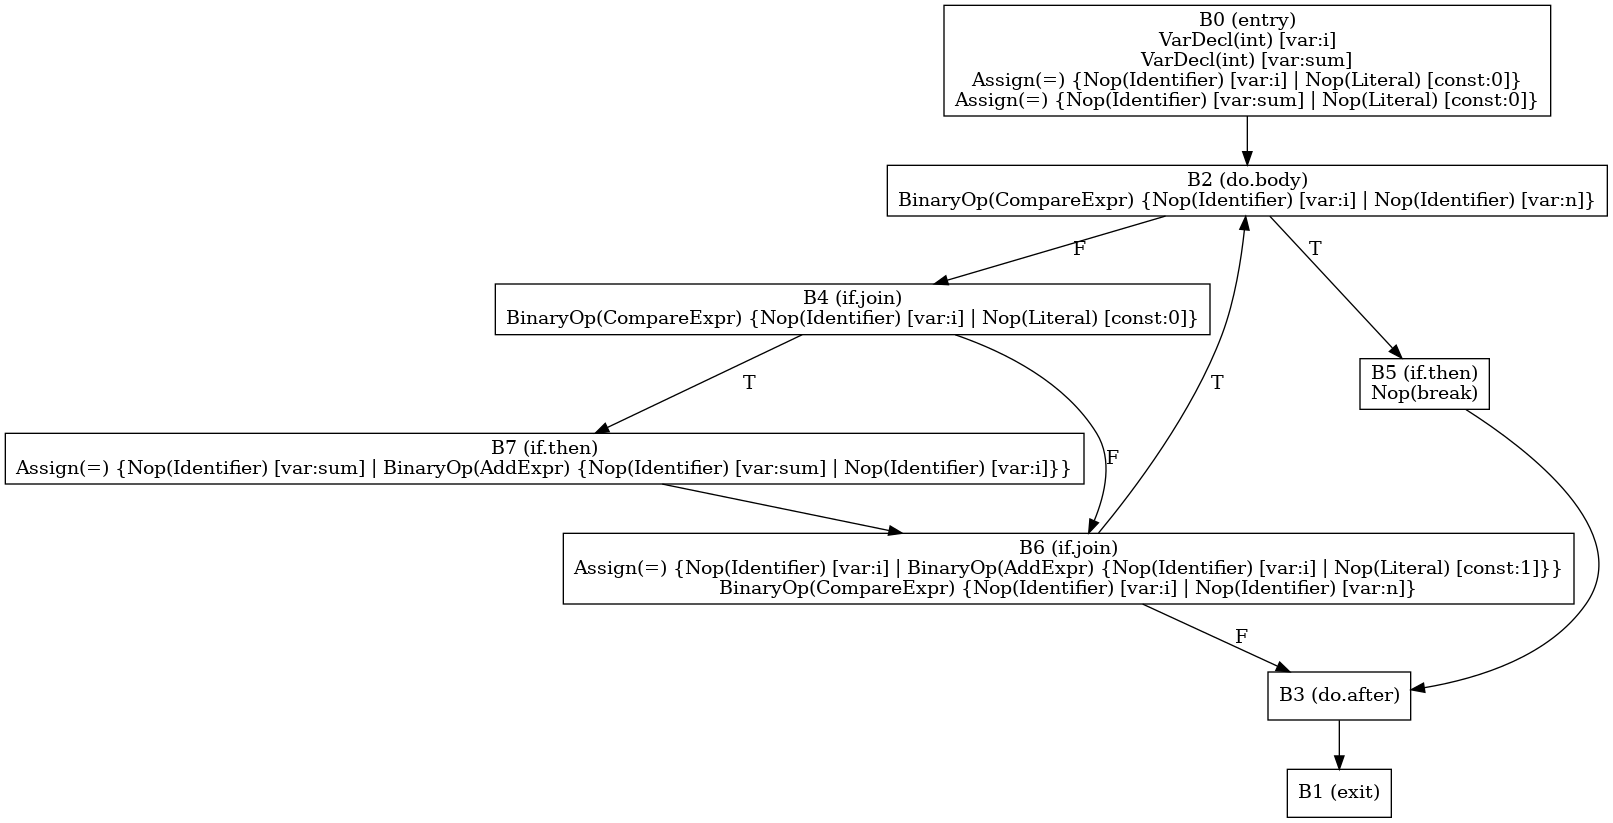 B0 (entry)
VarDecl(int) [var:i]
VarDecl(int) [var:sum]
Assign(=) {Nop(Identifier) [var:i] | Nop(Literal) [const:0]}
Assign(=) {Nop(Identifier) [var:sum] | Nop(Literal) [const:0]}
B2 (do.body)
BinaryOp(CompareExpr) {Nop(Identifier) [var:i] | Nop(Identifier) [var:n]}
F
T
B4 (if.join)
BinaryOp(CompareExpr) {Nop(Identifier) [var:i] | Nop(Literal) [const:0]}
B5 (if.then)
Nop(break)
T
T
B7 (if.then)
Assign(=) {Nop(Identifier) [var:sum] | BinaryOp(AddExpr) {Nop(Identifier) [var:sum] | Nop(Identifier) [var:i]}}
F
B6 (if.join)
Assign(=) {Nop(Identifier) [var:i] | BinaryOp(AddExpr) {Nop(Identifier) [var:i] | Nop(Literal) [const:1]}}
BinaryOp(CompareExpr) {Nop(Identifier) [var:i] | Nop(Identifier) [var:n]}
F
B3 (do.after)
B1 (exit)